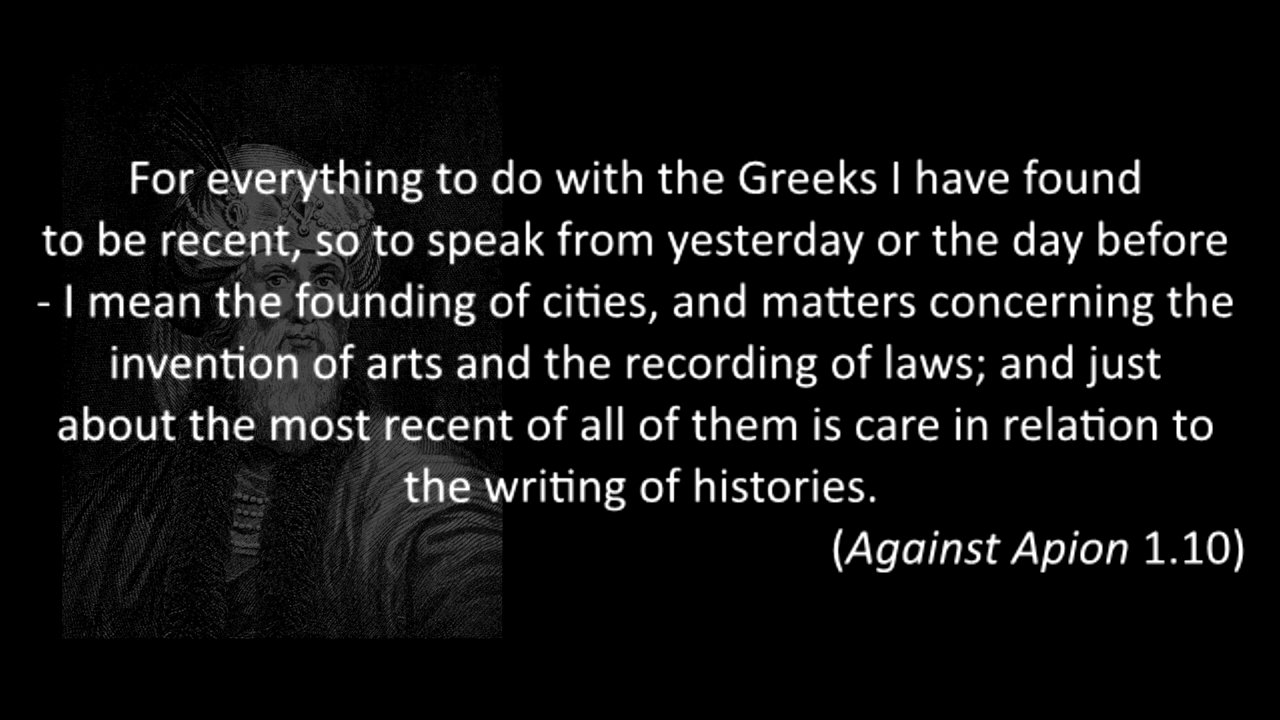 For everything to do with the Greeks I have found
to be recent, so to speak from yesterday or the day before
- I mean the founding of cities, and matters concerning the
invention of arts and the recording of laws; and just
about the most recent of all of them is care in relation to
the writing of histories.
(Against Apion 1.10)